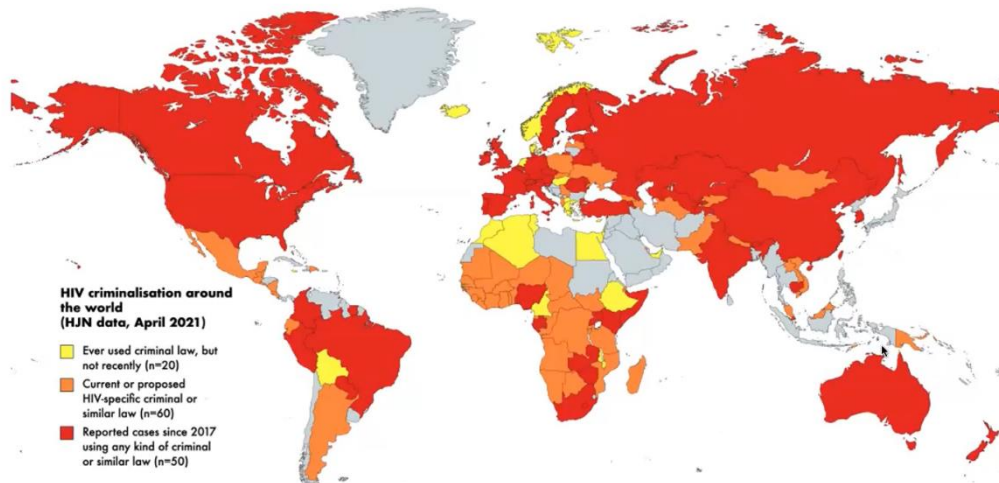 HIV criminalisation around
the world
(HJN data, April 2021)
Ever used criminal law, but
not recently (n=20)
Current or proposed
HIV-specific criminal or
similar law (n=60)
Reported cases since 2017
using any kind of criminal
or similar law (n=50)